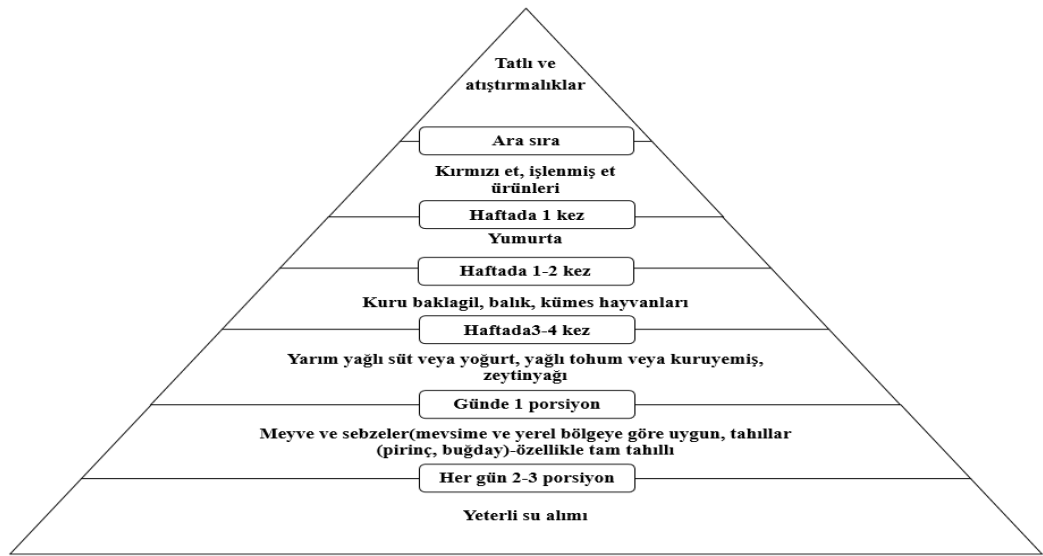 Tatlı ve
atıştırmalıklar
Ara sıra
Kırmızı et, işlenmiş et
ürünleri
Haftada 1 kez
Yumurta
Haftada 1-2 kez
Kuru baklagil, balık, kümes hayvanları
Haftada3-4 kez
Yarım yağlı süt veya yoğurt, yağlı tohum veya kuruyemiş,
zeytinyağı
Günde 1 porsiyon
Meyve ve sebzeler(mevsime ve yerel bölgeye göre uygun, tahıllar
(pirinç, buğday)-özellikle tam tahıllı
Her gün 2-3 porsiyon
Yeterli su alımı